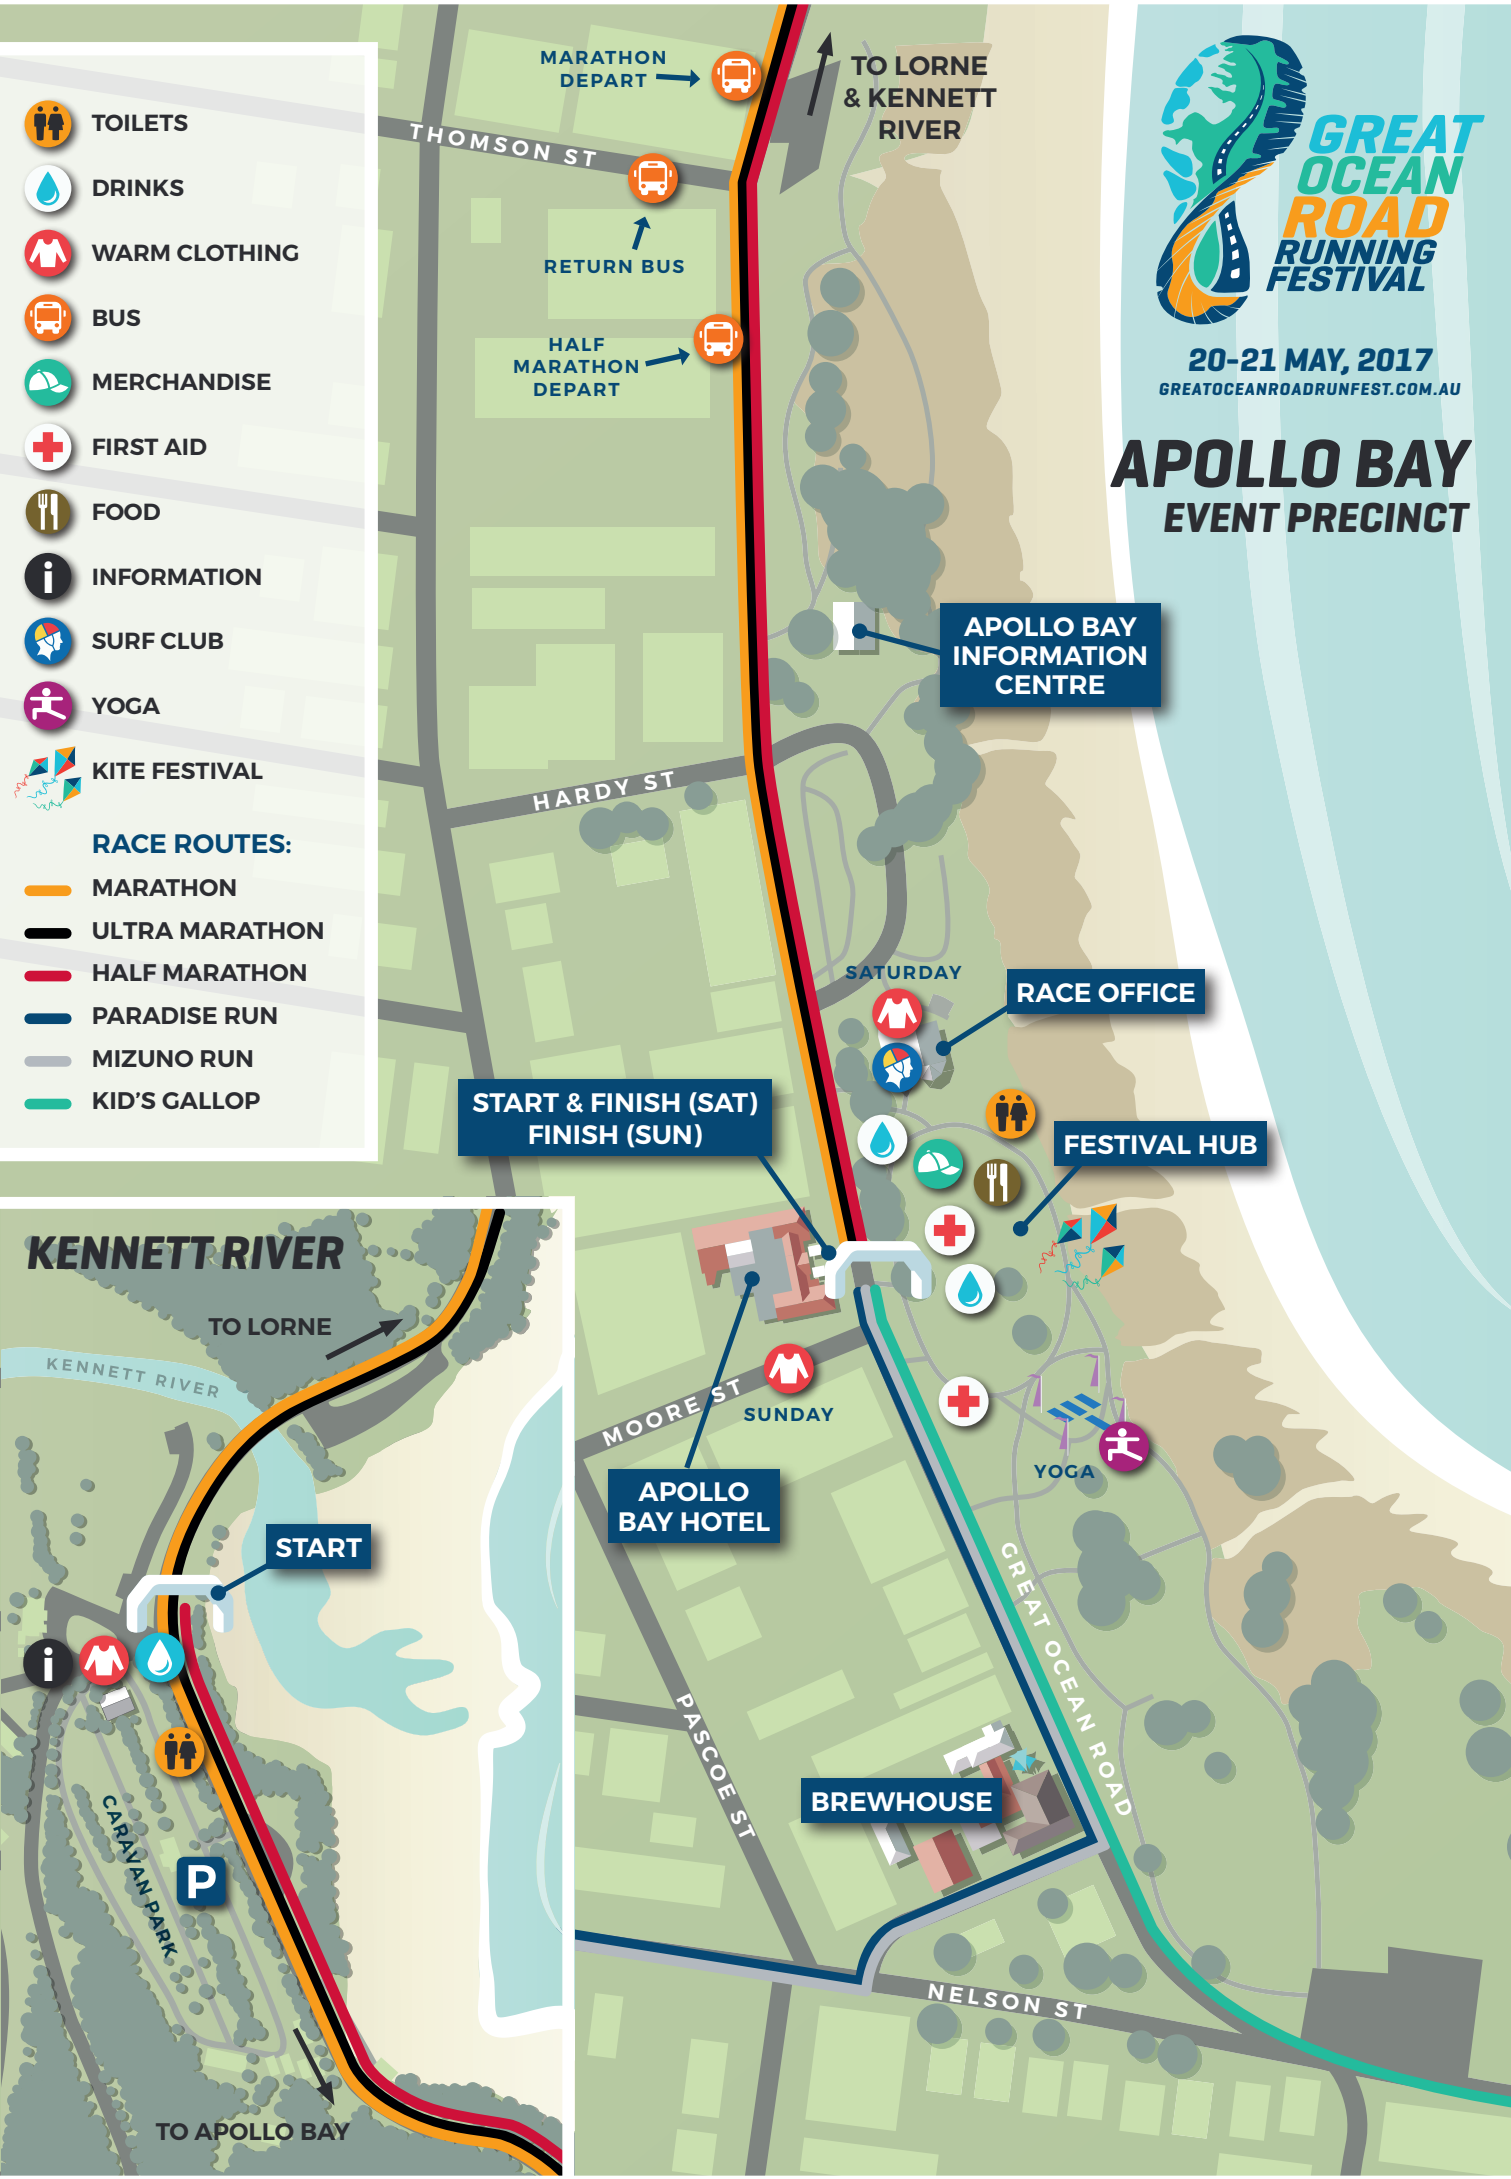 TOILETS
DRINKS
WARM CLOTHING
BUS
MERCHANDISE
FIRST AID
FOOD
INFORMATION
SURF CLUB
YOGA
KITE FESTIVAL
RACE ROUTES:
MARATHON
ULTRA MARATHON
HALF MARATHON
PARADISE RUN
MIZUNO RUN
KID'S GALLOP
MARATHON
DEPART
THOMSON ST
RETURN BUS
HALF
MARATHON
DEPART
TO LORNE
& KENNETT
RIVER
GREAT
OCEAN
ROAD
RUNNING
FESTIVAL
20-21 MAY, 2017
GREATOCEANROADRUNFEST.COM.AU
APOLLO BAY
EVENT PRECINCT
APOLLO BAY
INFORMATION
CENTRE
HARDY ST
SATURDAY
RACE OFFICE
START & FINISH (SAT)
FINISH (SUN)
FESTIVAL HUB
MOORE ST
SUNDAY
APOLLO
BAY HOTEL
YOGA
GREAT OCEAN ROAD
PASCOE ST
BREWHOUSE
NELSON ST
KENNETT RIVER
TO LORNE
KENNETT RIVER
START
i
CARAVAN PARK
P
TO APOLLO BAY